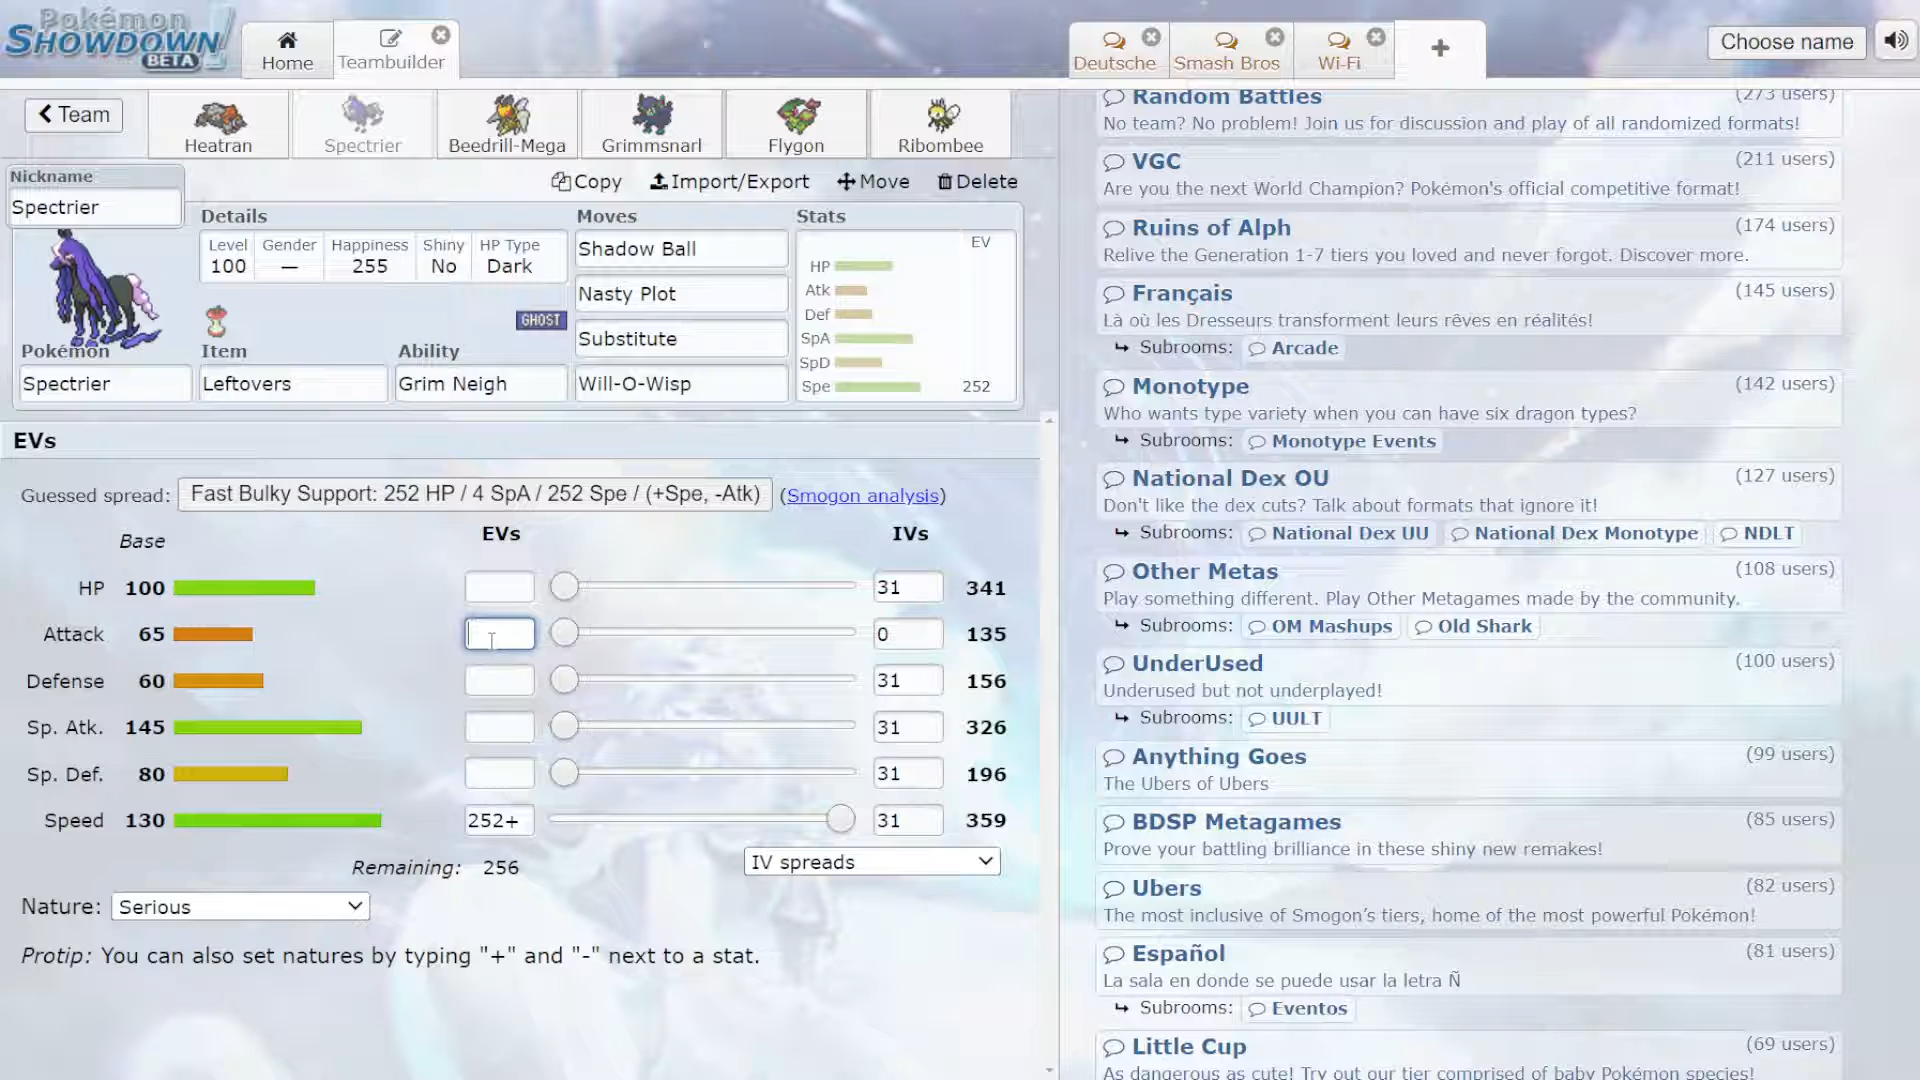 Pokémon
SHOWDOWN!
BETA
Home
Teambuilder
Deutsche
Smash Bros
Wi-Fi
+
Choose name
Team
Heatran
Spectrier
Beedrill-Mega
Grimmsnarl
Flygon
Ribombee
Copy
Import/Export
Move
Delete
Nickname
Spectrier
Details
Level
100
Gender
—
Happiness
255
Shiny
No
HP Type
Dark
GHOST
Pokémon
Spectrier
Item
Leftovers
Ability
Grim Neigh
Moves
Shadow Ball
Nasty Plot
Substitute
Will-O-Wisp
Stats
EV
HP
Atk
Def
SpA
SpD
Spe 252
EVs
Guessed spread: Fast Bulky Support: 252 HP / 4 SpA / 252 Spe / (+Spe, -Atk) (Smogon analysis)
Base EVs IVs
HP 100 31 341
Attack 65 0 135
Defense 60 31 156
Sp. Atk. 145 31 326
Sp. Def. 80 31 196
Speed 130 252+ 31 359
Remaining: 256
IV spreads
Nature: Serious
Protip: You can also set natures by typing "+" and "-" next to a stat.
Random Battles (273 users)
No team? No problem! Join us for discussion and play of all randomized formats!
VGC (211 users)
Are you the next World Champion? Pokémon's official competitive format!
Ruins of Alph (174 users)
Relive the Generation 1-7 tiers you loved and never forgot. Discover more.
Français (145 users)
Là où les Dresseurs transforment leurs rêves en réalités!
Subrooms: Arcade
Monotype (142 users)
Who wants type variety when you can have six dragon types?
Subrooms: Monotype Events
National Dex OU (127 users)
Don't like the dex cuts? Talk about formats that ignore it!
Subrooms: National Dex UU National Dex Monotype NDLT
Other Metas (108 users)
Play something different. Play Other Metagames made by the community.
Subrooms: OM Mashups Old Shark
UnderUsed (100 users)
Underused but not underplayed!
Subrooms: UULT
Anything Goes (99 users)
The Ubers of Ubers
BDSP Metagames (85 users)
Prove your battling brilliance in these shiny new remakes!
Ubers (82 users)
The most inclusive of Smogon's tiers, home of the most powerful Pokémon!
Español (81 users)
La sala en donde se puede usar la letra Ñ
Subrooms: Eventos
Little Cup (69 users)
As dangerous as cute! Try out our tier comprised of baby Pokémon species!